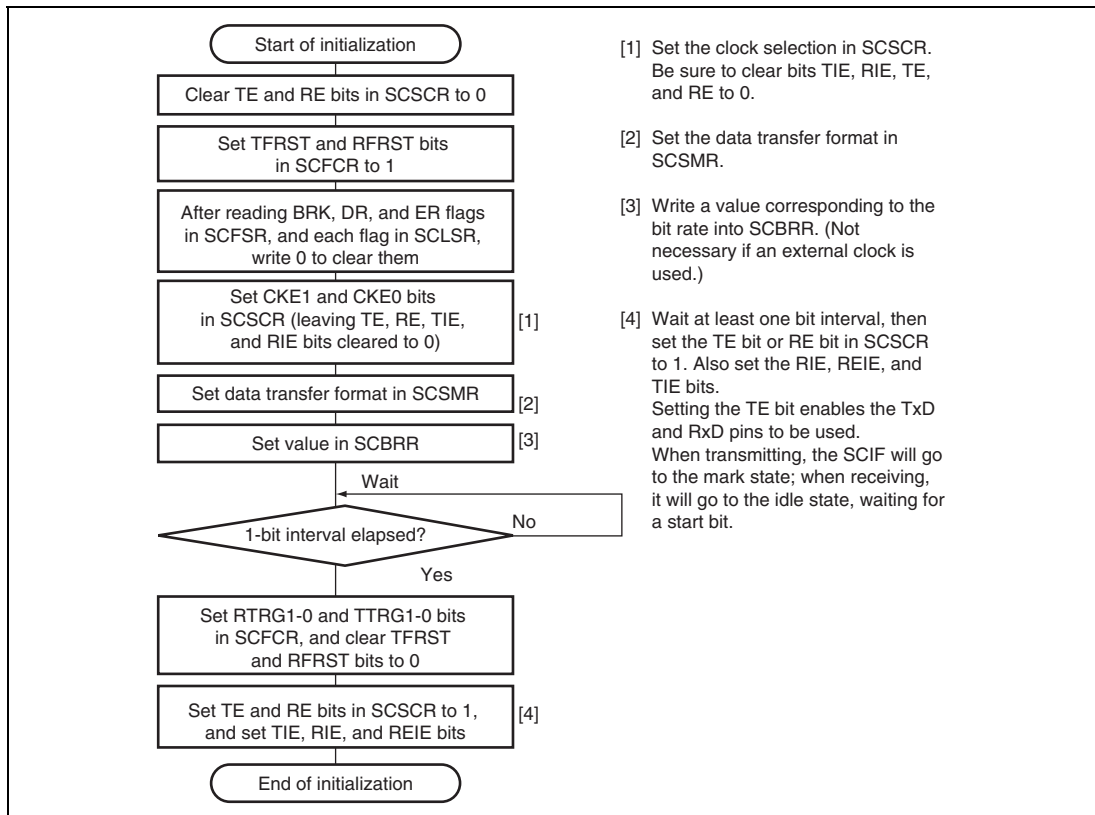 Start of initialization
Clear TE and RE bits in SCSCR to 0
Set TFRST and RFRST bits
in SCFCR to 1
After reading BRK, DR, and ER flags
in SCFSR, and each flag in SCLSR,
write 0 to clear them
Set CKE1 and CKE0 bits
in SCSCR (leaving TE, RE, TIE,
and RIE bits cleared to 0)
[1]
Set data transfer format in SCSMR
[2]
Set value in SCBRR
[3]
Wait
1-bit interval elapsed?
No
Yes
Set RTRG1-0 and TTRG1-0 bits
in SCFCR, and clear TFRST
and RFRST bits to 0
Set TE and RE bits in SCSCR to 1,
and set TIE, RIE, and REIE bits
[4]
End of initialization
[1] Set the clock selection in SCSCR.
Be sure to clear bits TIE, RIE, TE,
and RE to 0.
[2] Set the data transfer format in
SCSMR.
[3] Write a value corresponding to the
bit rate into SCBRR. (Not
necessary if an external clock is
used.)
[4] Wait at least one bit interval, then
set the TE bit or RE bit in SCSCR
to 1. Also set the RIE, REIE, and
TIE bits.
Setting the TE bit enables the TxD
and RxD pins to be used.
When transmitting, the SCIF will go
to the mark state; when receiving,
it will go to the idle state, waiting for
a start bit.